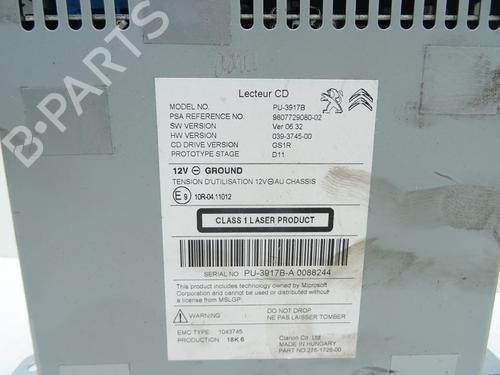 B-PARTS
Lecteur CD
MODEL NO. PU-3917B
PSA REFERENCE NO. 9807729080-02
SW VERSION Ver 06.32
HW VERSION 039-3745-00
CD DRIVE VERSION GS1R
PROTOTYPE STAGE D11
12V ⊖ GROUND
TENSION D'UTILISATION 12V ⊖ AU CHASSIS
E9 10R-04.11012
CLASS 1 LASER PRODUCT
SERIAL NO. PU-3917B-A 0088244
This product includes technology owned by Microsoft
Corporation and cannot be used or distributed without
a license from MSLGP.
WARNING DO NOT DROP
NE PAS LAISSER TOMBER
EMC TYPE 1043745 Clarion Co. Ltd.
PRODUCTION 18K 6 MADE IN HUNGARY
PART NO.276-1726-00